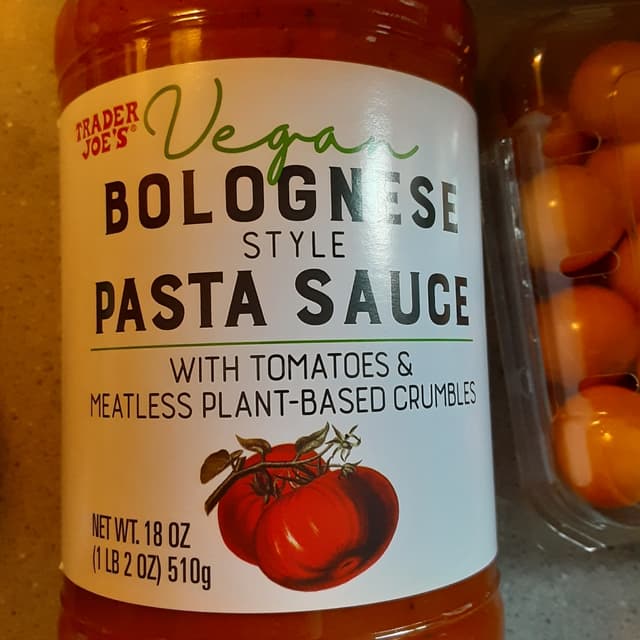 TRADER
JOE'S®
Vegan
BOLOGNESE
STYLE
PASTA SAUCE
WITH TOMATOES &
MEATLESS PLANT-BASED CRUMBLES
NET WT. 18 OZ
(1 LB 2 OZ) 510g